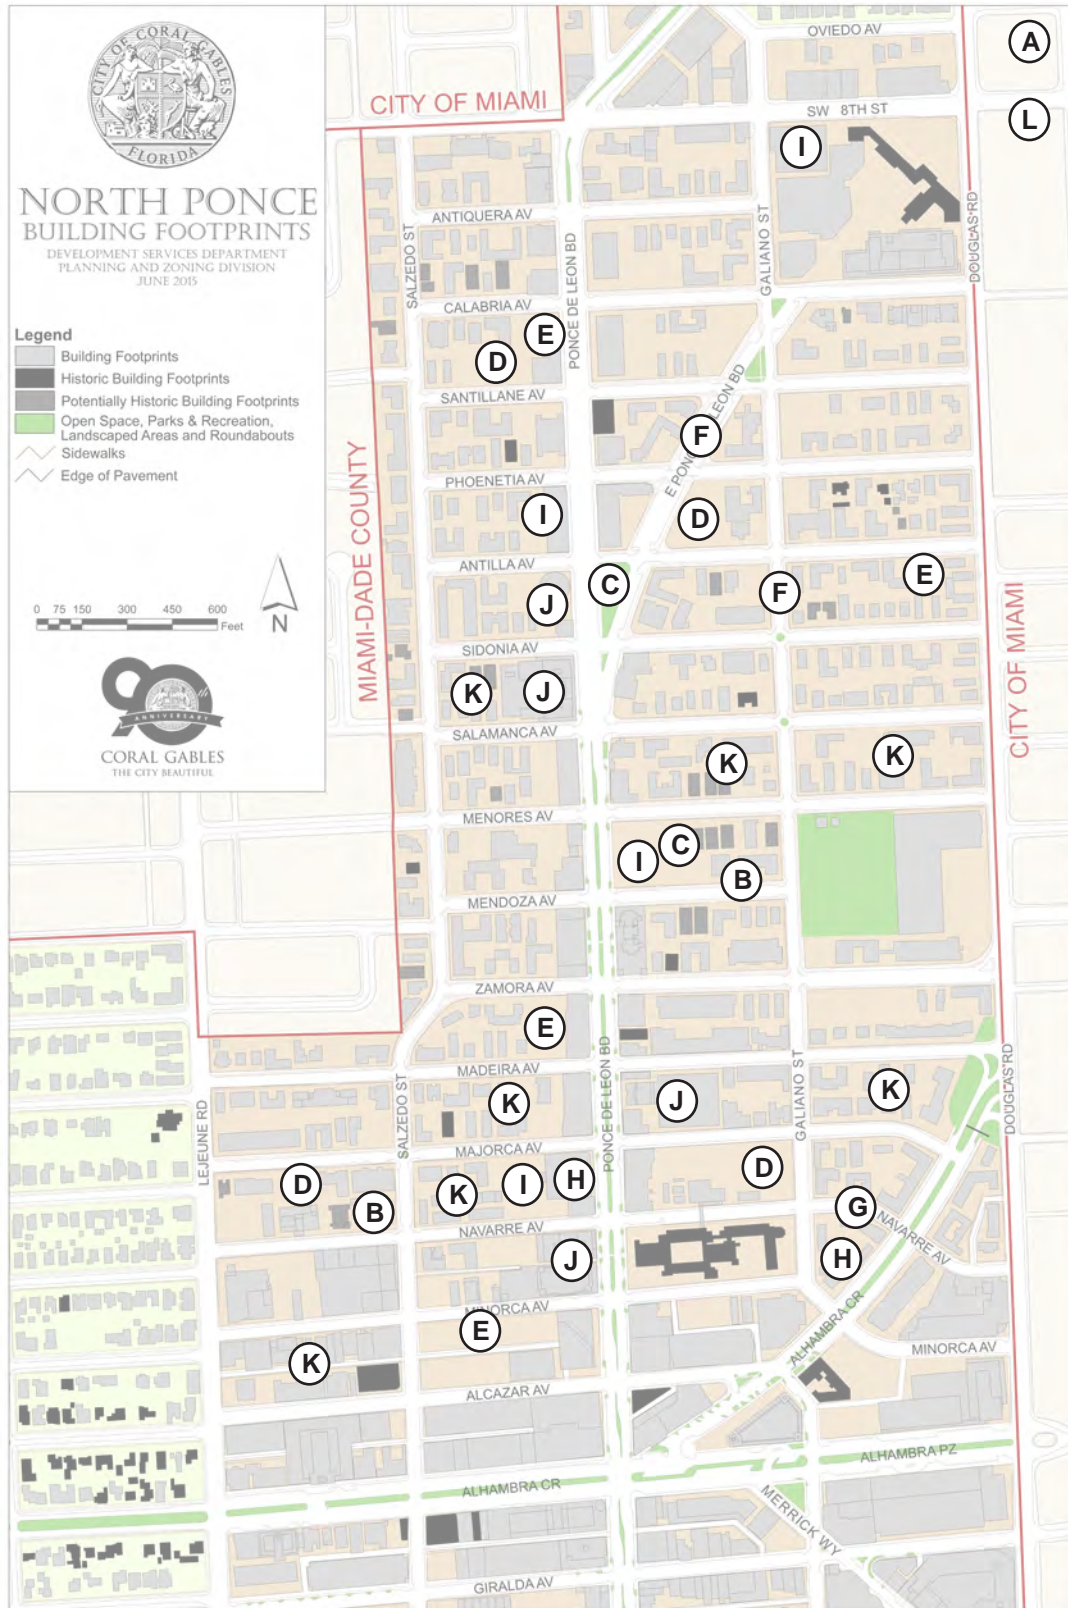 CITY OF CORAL GABLES
FLORIDA
NORTH PONCE
BUILDING FOOTPRINTS
DEVELOPMENT SERVICES DEPARTMENT
PLANNING AND ZONING DIVISION
JUNE 2015
Legend
Building Footprints
Historic Building Footprints
Potentially Historic Building Footprints
Open Space, Parks & Recreation,
Landscaped Areas and Roundabouts
Sidewalks
Edge of Pavement
0 75 150 300 450 600
Feet
N
90th
ANNIVERSARY
CORAL GABLES
THE CITY BEAUTIFUL
CITY OF MIAMI
OVIEDO AV
A
SW 8TH ST
L
I
ANTIQUERA AV
SALZEDO ST
PONCE DE LEON BD
GALIANO ST
DOUGLAS RD
CALABRIA AV
E
D
SANTILLANE AV
E PONCE DE LEON BD
F
MIAMI-DADE COUNTY
PHOENETIA AV
I
D
ANTILLA AV
C
E
J
F
SIDONIA AV
K
J
CITY OF MIAMI
SALAMANCA AV
K
K
MENORES AV
I
C
B
MENDOZA AV
ZAMORA AV
E
MADEIRA AV
PONCE DE LEON BD
GALIANO ST
DOUGLAS RD
LEJEUNE RD
SALZEDO ST
K
J
K
MAJORCA AV
D
D
B
K
I
H
G
NAVARRE AV
NAVARRE AV
J
H
MINORCA AV
E
ALHAMBRA CR
MINORCA AV
K
ALCAZAR AV
ALHAMBRA PZ
ALHAMBRA CR
MERRICK WY
GIRALDA AV